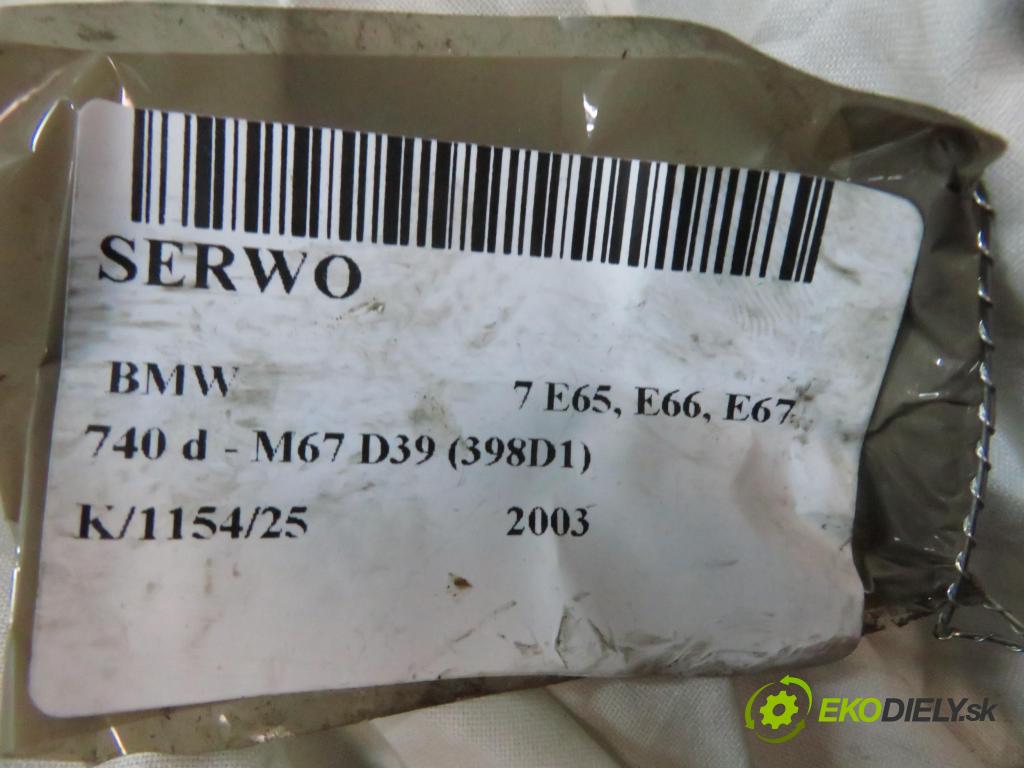 SERWO
BMW 7 E65, E66, E67
740 d - M67 D39 (398D1)
K/1154/25 2003
EKODIELY.sk